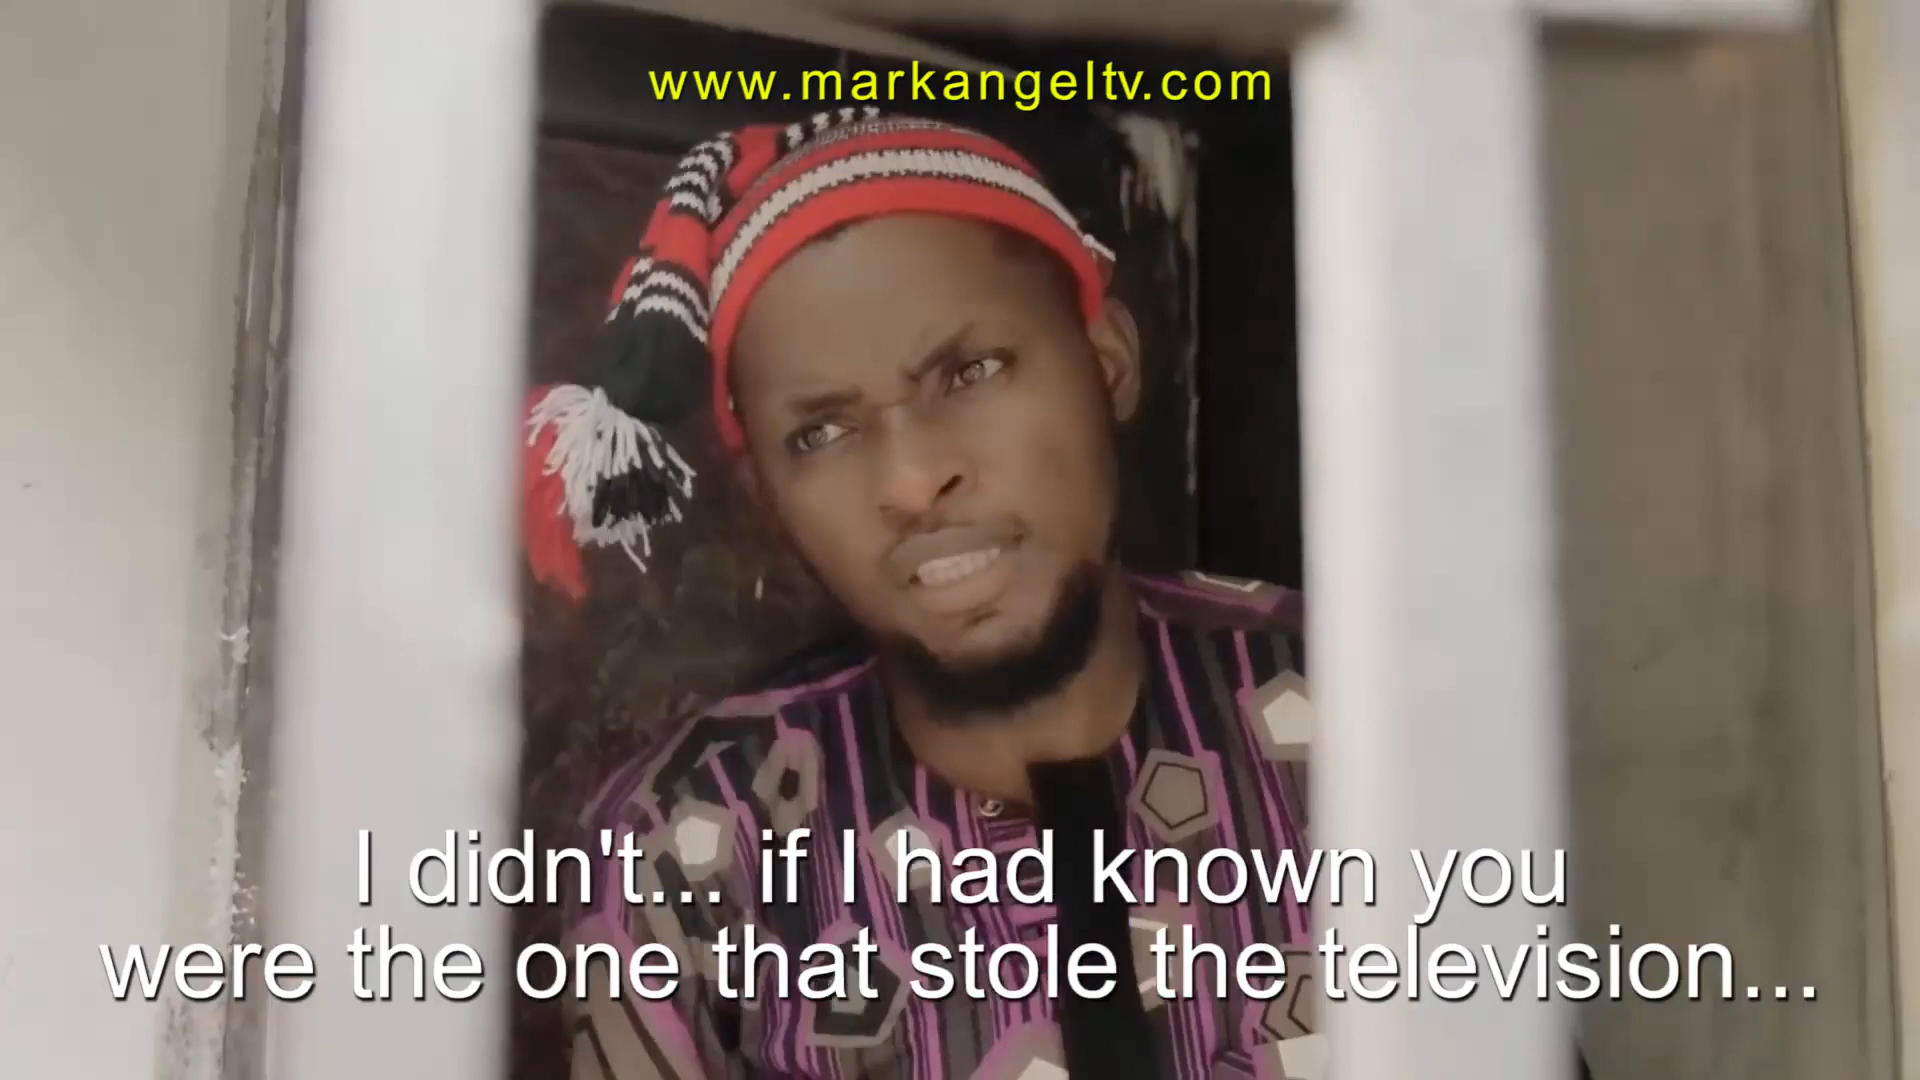 www.markangeltv.com
I didn't... if I had known you
were the one that stole the television...